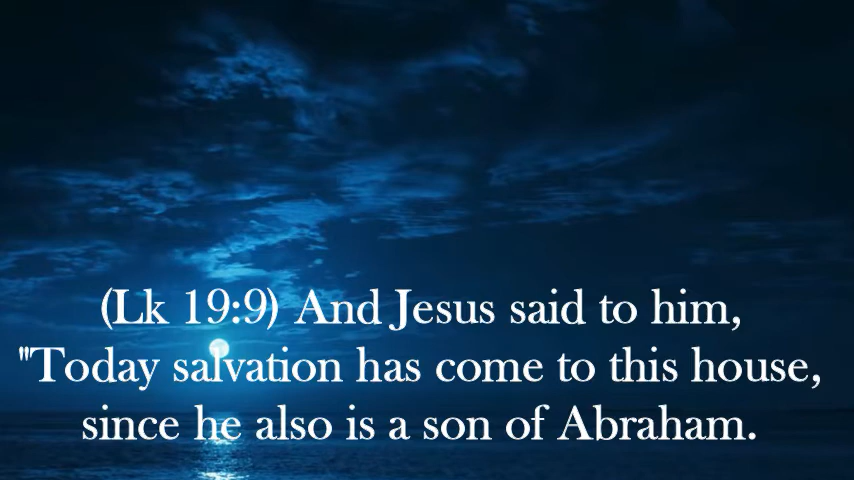 (Lk 19:9) And Jesus said to him,
"Today salvation has come to this house,
since he also is a son of Abraham.